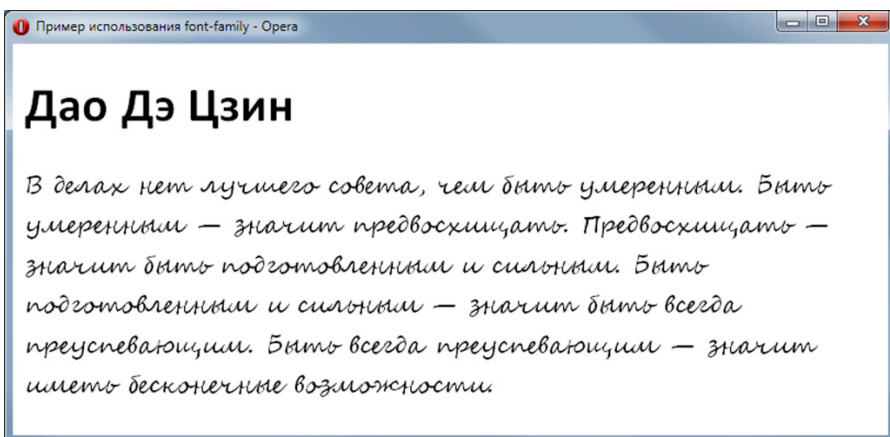 Пример использования font-family - Opera
Дао Дэ Цзин
В делах нет лучшего совета, чем быть умеренным. Быть
умеренным — значит предвосхищать. Предвосхищать —
значит быть подготовленным и сильным. Быть
подготовленным и сильным — значит быть всегда
преуспевающим. Быть всегда преуспевающим — значит
иметь бесконечные возможности.